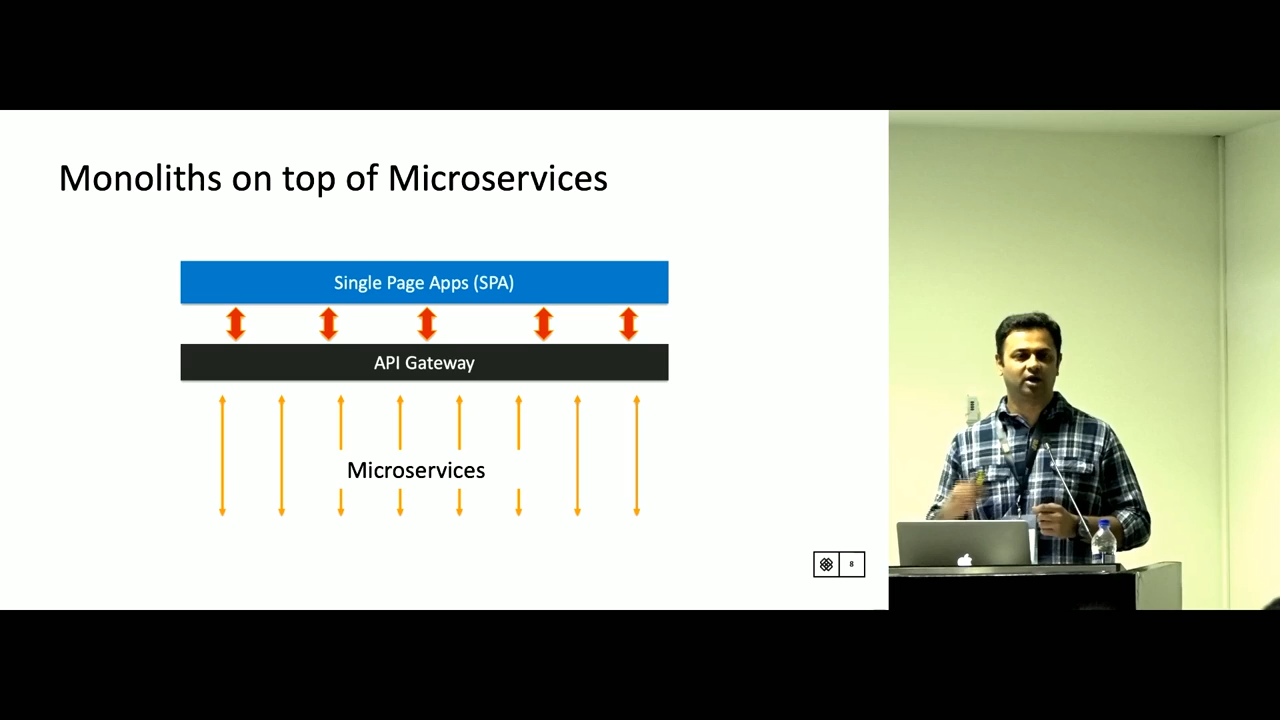 Monoliths on top of Microservices
Single Page Apps (SPA)
API Gateway
Microservices
8